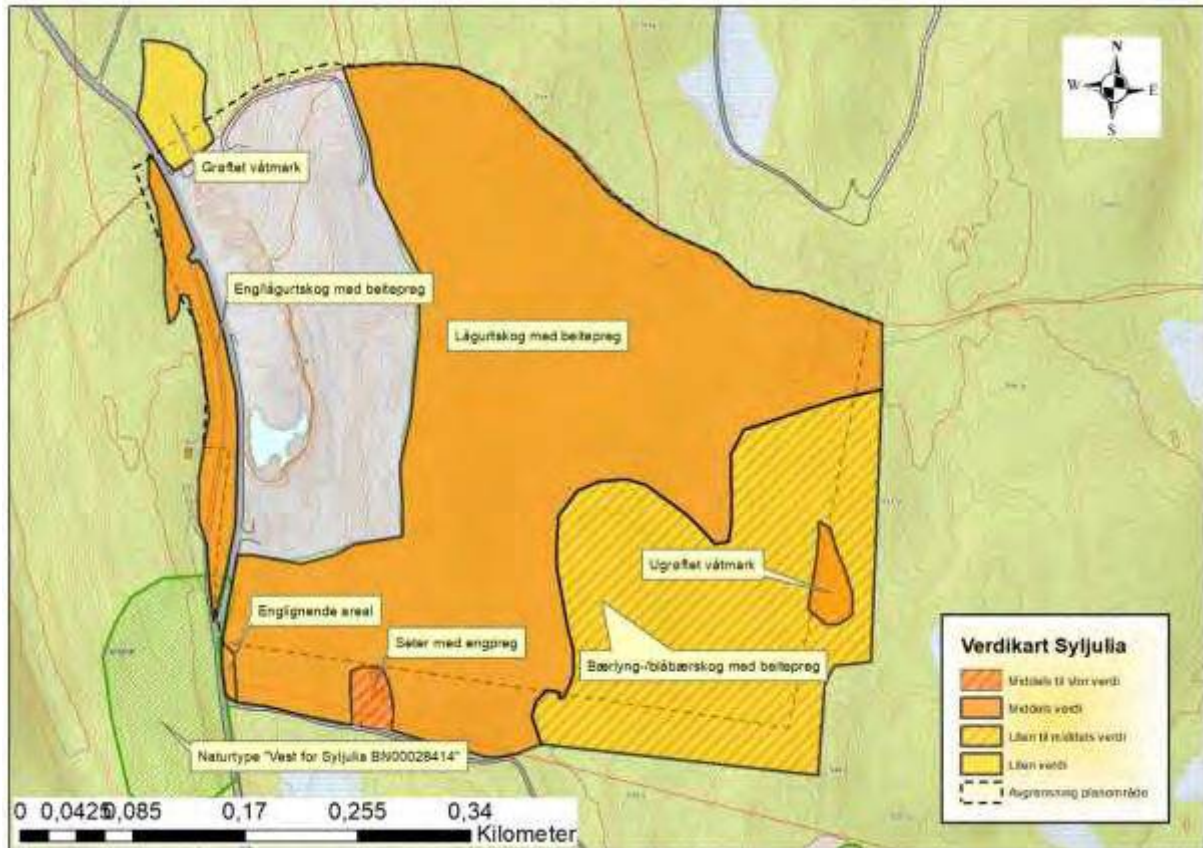 N
W E
S
Grøftet våtmark
Eng/lågurtskog med beitepreg
Lågurtskog med beitepreg
Ugrøftet våtmark
Englignende areal
Seter med engpreg
Bærlyng-/blåbærskog med beitepreg
Naturtype "Vest for Syljulia BN00028414"
Verdikart Syljulia
Middels til stor verdi
Middels verdi
Liten til middels verdi
Liten verdi
Avgrensning planområde
0 0,0425 0,085 0,17 0,255 0,34
Kilometer